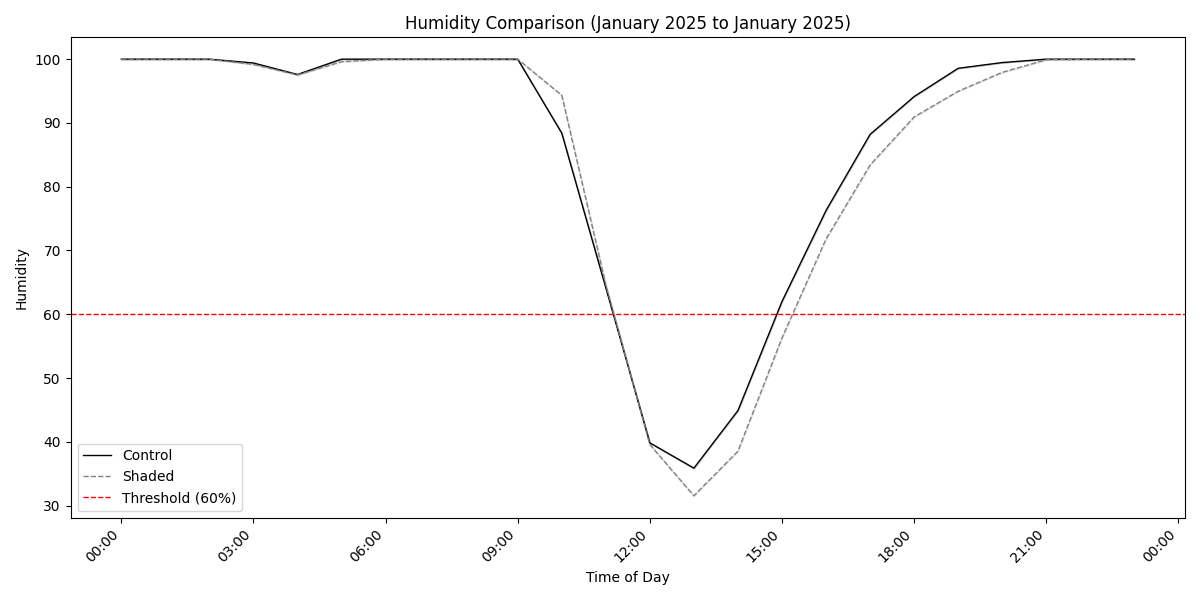 Humidity Comparison (January 2025 to January 2025)
100
90
80
70
60
50
40
30
Humidity
Control
Shaded
Threshold (60%)
00:00
03:00
06:00
09:00
12:00
15:00
18:00
21:00
00:00
Time of Day